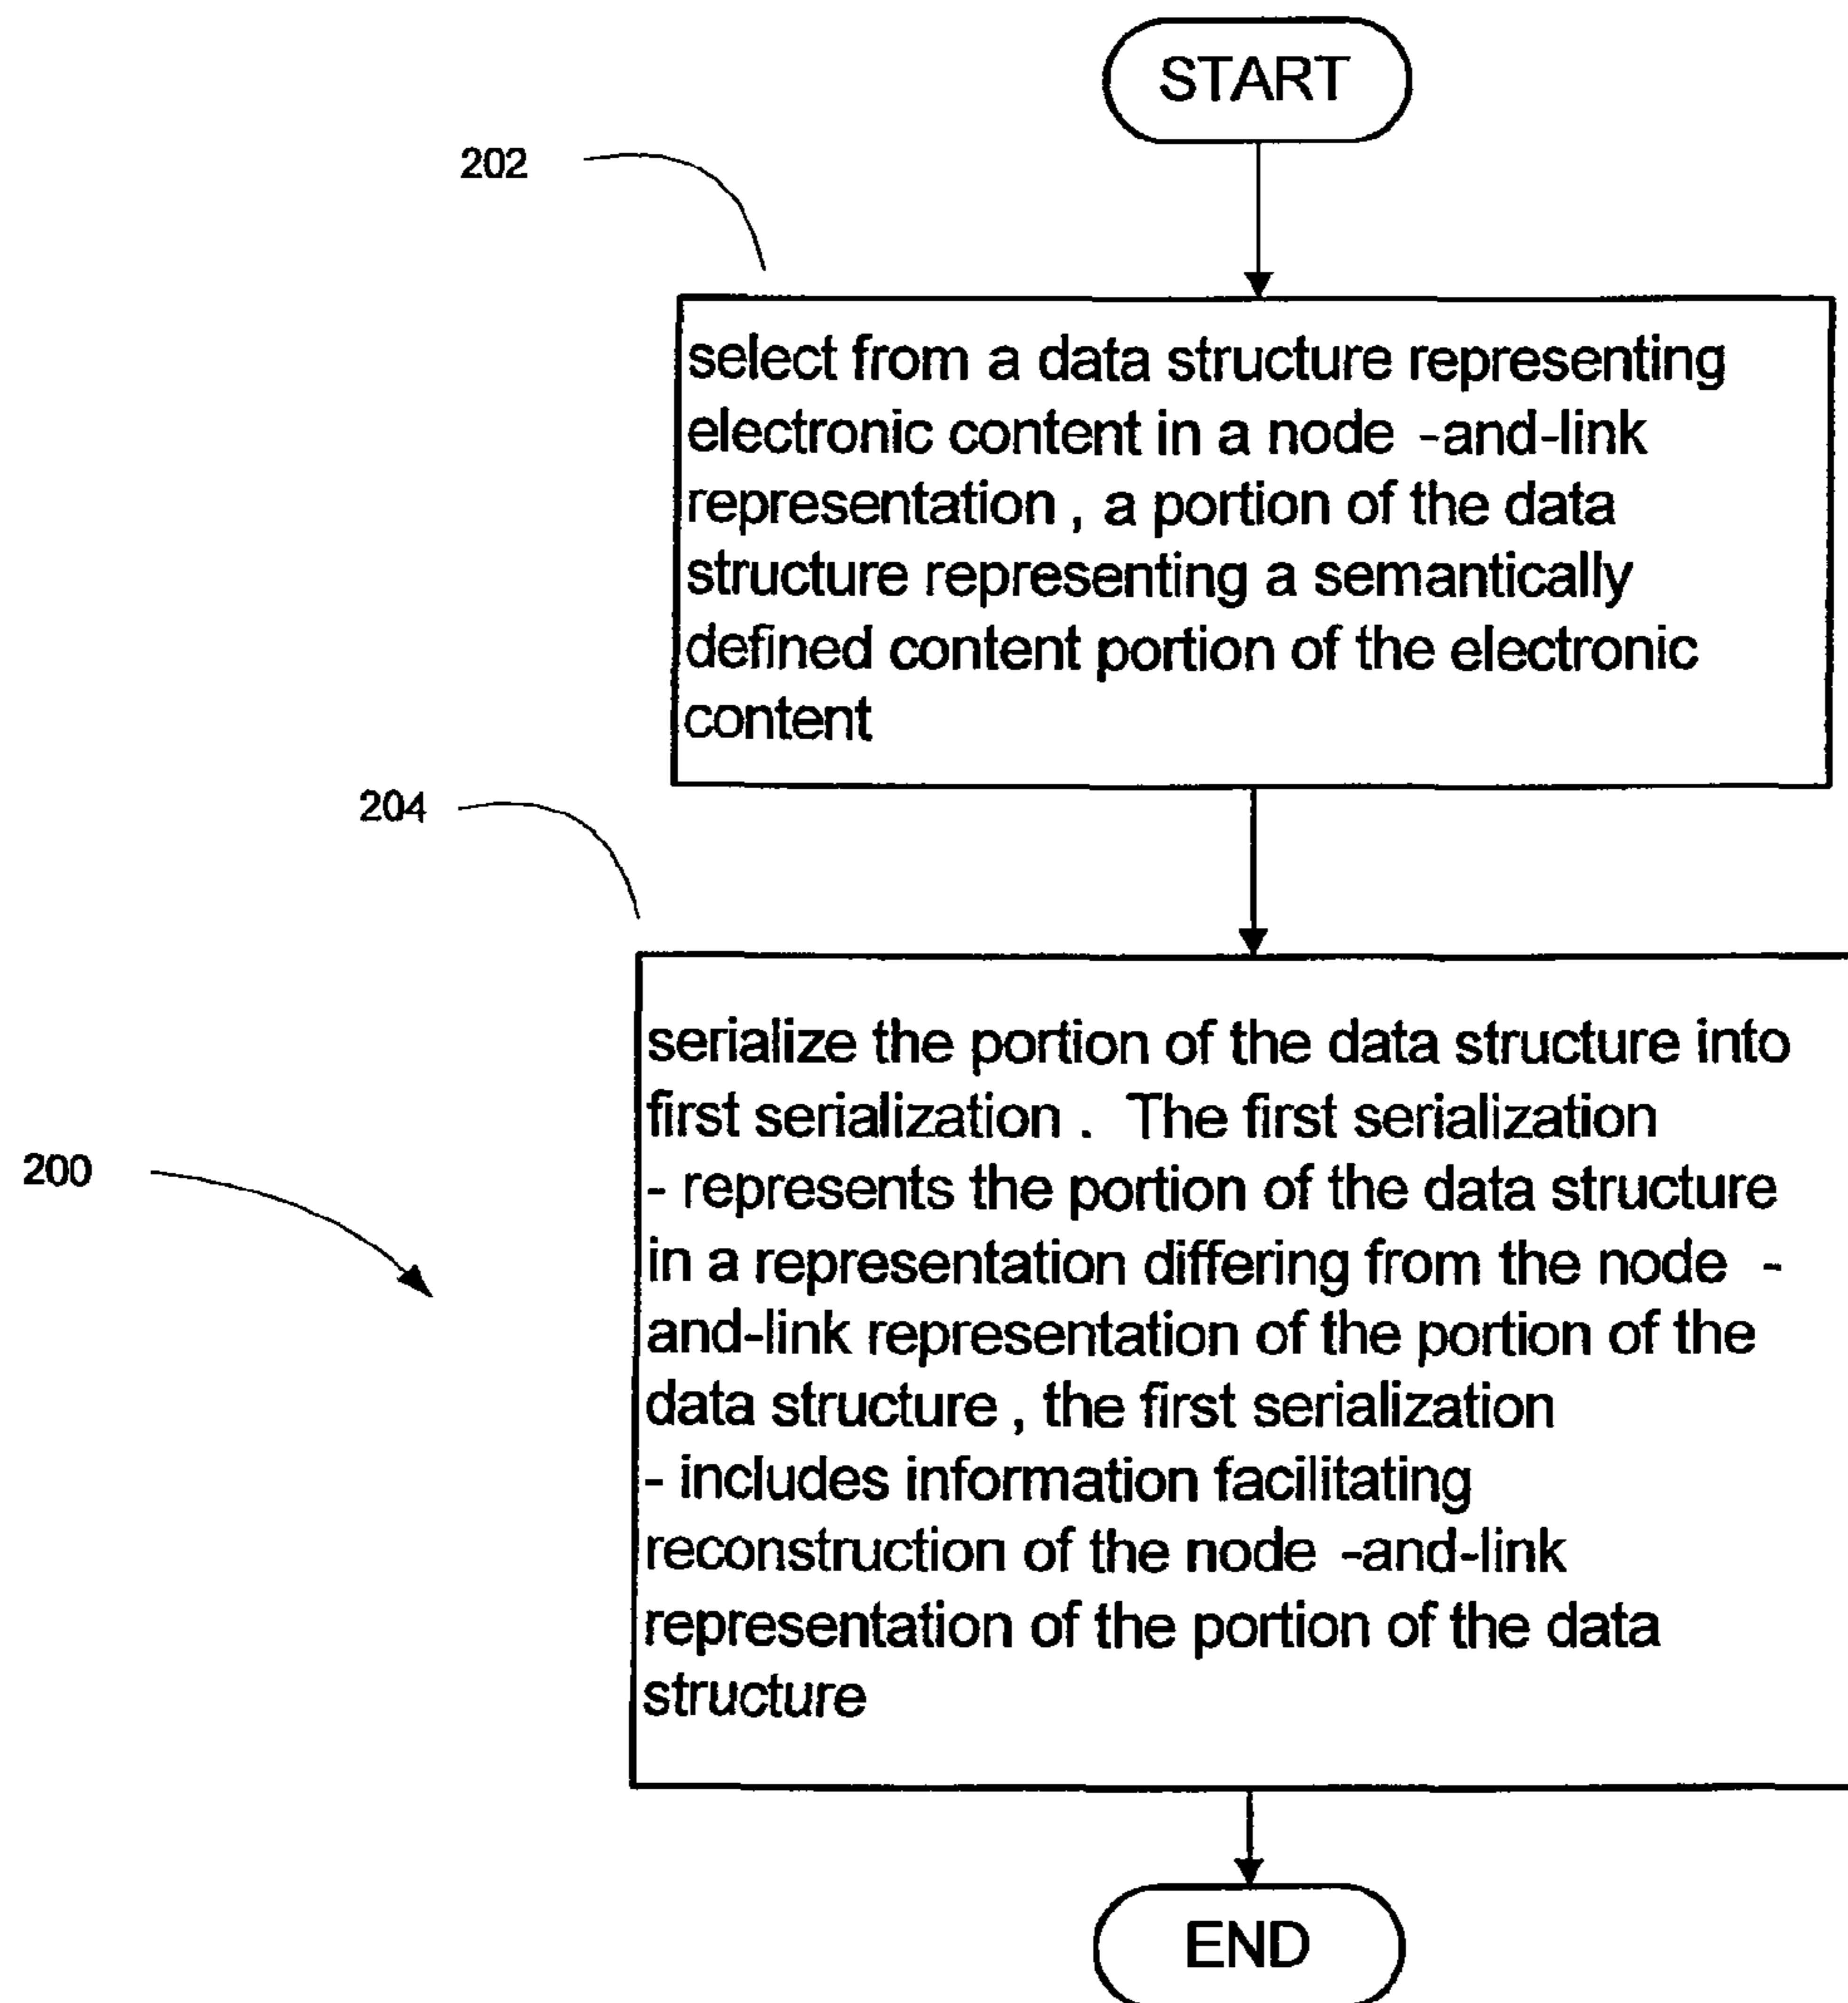 START
202
select from a data structure representing
electronic content in a node -and-link
representation , a portion of the data
structure representing a semantically
defined content portion of the electronic
content
204
serialize the portion of the data structure into
first serialization . The first serialization
- represents the portion of the data structure
in a representation differing from the node -
and-link representation of the portion of the
data structure , the first serialization
- includes information facilitating
reconstruction of the node -and-link
representation of the portion of the data
structure
200
END